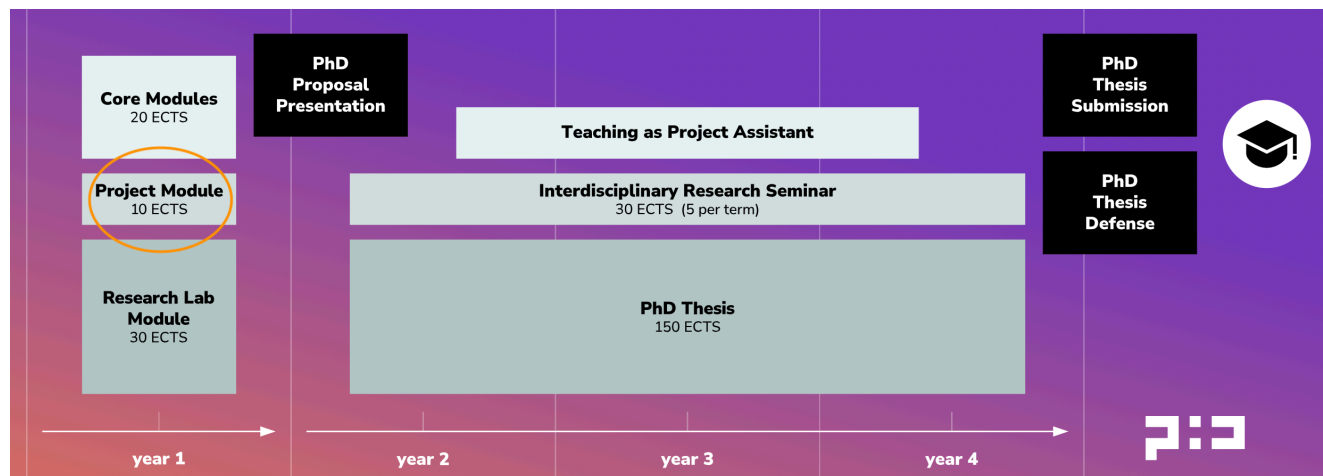 Core Modules
20 ECTS
Project Module
10 ECTS
Research Lab
Module
30 ECTS
PhD
Proposal
Presentation
Teaching as Project Assistant
Interdisciplinary Research Seminar
30 ECTS (5 per term)
PhD Thesis
150 ECTS
PhD
Thesis
Submission
PhD
Thesis
Defense
year 1
year 2
year 3
year 4